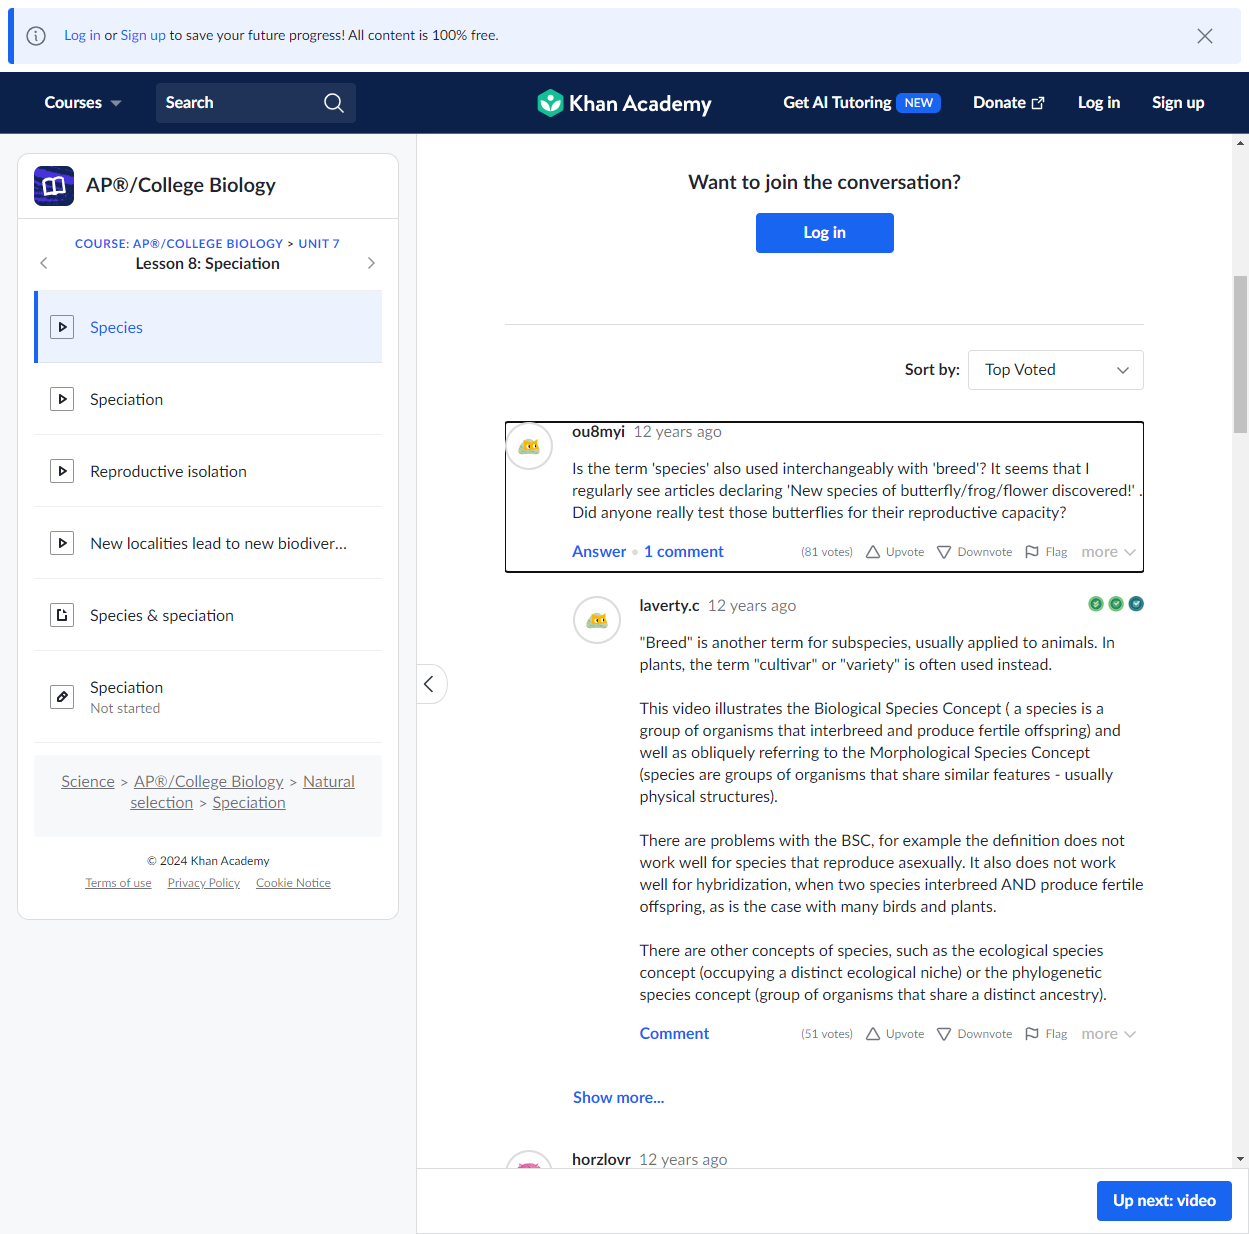 Log in or Sign up to save your future progress! All content is 100% free.
Courses
Search
Khan Academy
Get AI Tutoring NEW
Donate
Log in
Sign up
AP®/College Biology
COURSE: AP®/COLLEGE BIOLOGY > UNIT 7
Lesson 8: Speciation
Species
Speciation
Reproductive isolation
New localities lead to new biodiver...
Species & speciation
Speciation
Not started
Science > AP®/College Biology > Natural
selection > Speciation
© 2024 Khan Academy
Terms of use Privacy Policy Cookie Notice
Want to join the conversation?
Log in
Sort by: Top Voted
ou8myi 12 years ago
Is the term 'species' also used interchangeably with 'breed'? It seems that I
regularly see articles declaring 'New species of butterfly/frog/flower discovered!' .
Did anyone really test those butterflies for their reproductive capacity?
Answer • 1 comment (81 votes) Upvote Downvote Flag more
laverty.c 12 years ago
"Breed" is another term for subspecies, usually applied to animals. In
plants, the term "cultivar" or "variety" is often used instead.
This video illustrates the Biological Species Concept ( a species is a
group of organisms that interbreed and produce fertile offspring) and
well as obliquely referring to the Morphological Species Concept
(species are groups of organisms that share similar features - usually
physical structures).
There are problems with the BSC, for example the definition does not
work well for species that reproduce asexually. It also does not work
well for hybridization, when two species interbreed AND produce fertile
offspring, as is the case with many birds and plants.
There are other concepts of species, such as the ecological species
concept (occupying a distinct ecological niche) or the phylogenetic
species concept (group of organisms that share a distinct ancestry).
Comment (51 votes) Upvote Downvote Flag more
Show more...
horzlovr 12 years ago
Up next: video